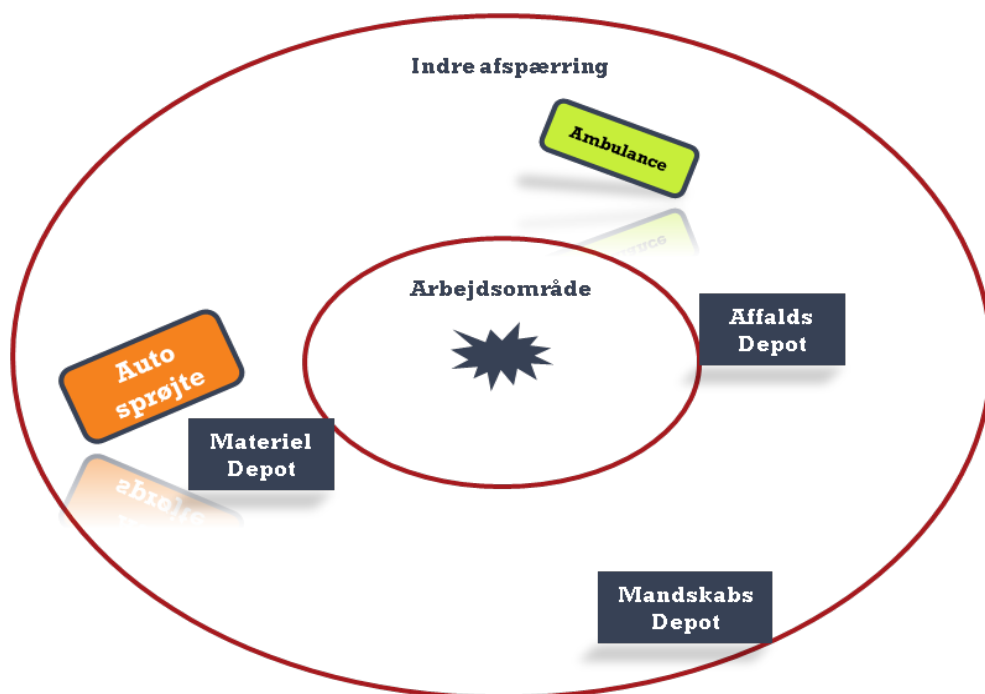 Indre afspærring
Ambulance
Arbejdsområde
Affalds
Depot
Auto
sprøjte
Materiel
Depot
Mandskabs
Depot